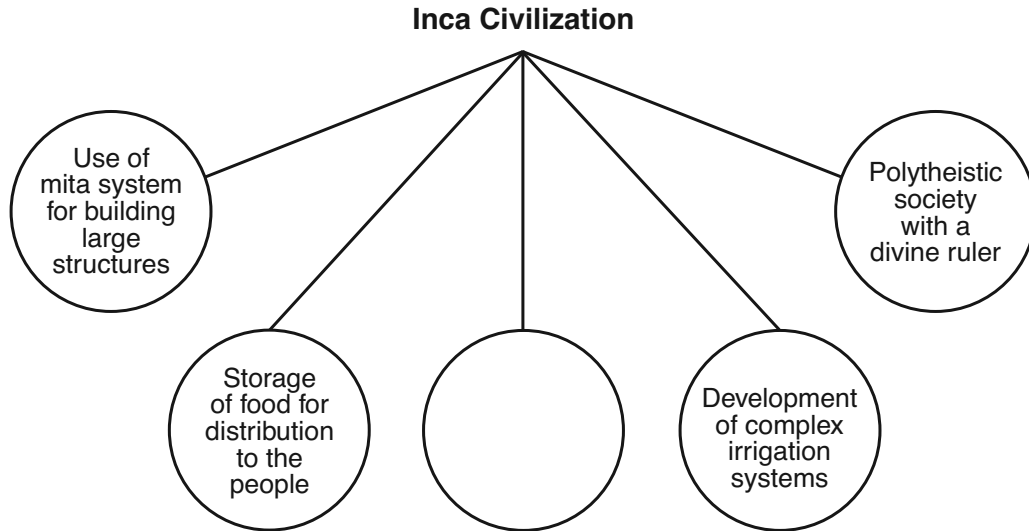 Inca Civilization
Use of
mita system
for building
large
structures
Storage
of food for
distribution
to the
people
Development
of complex
irrigation
systems
Polytheistic
society
with a
divine ruler